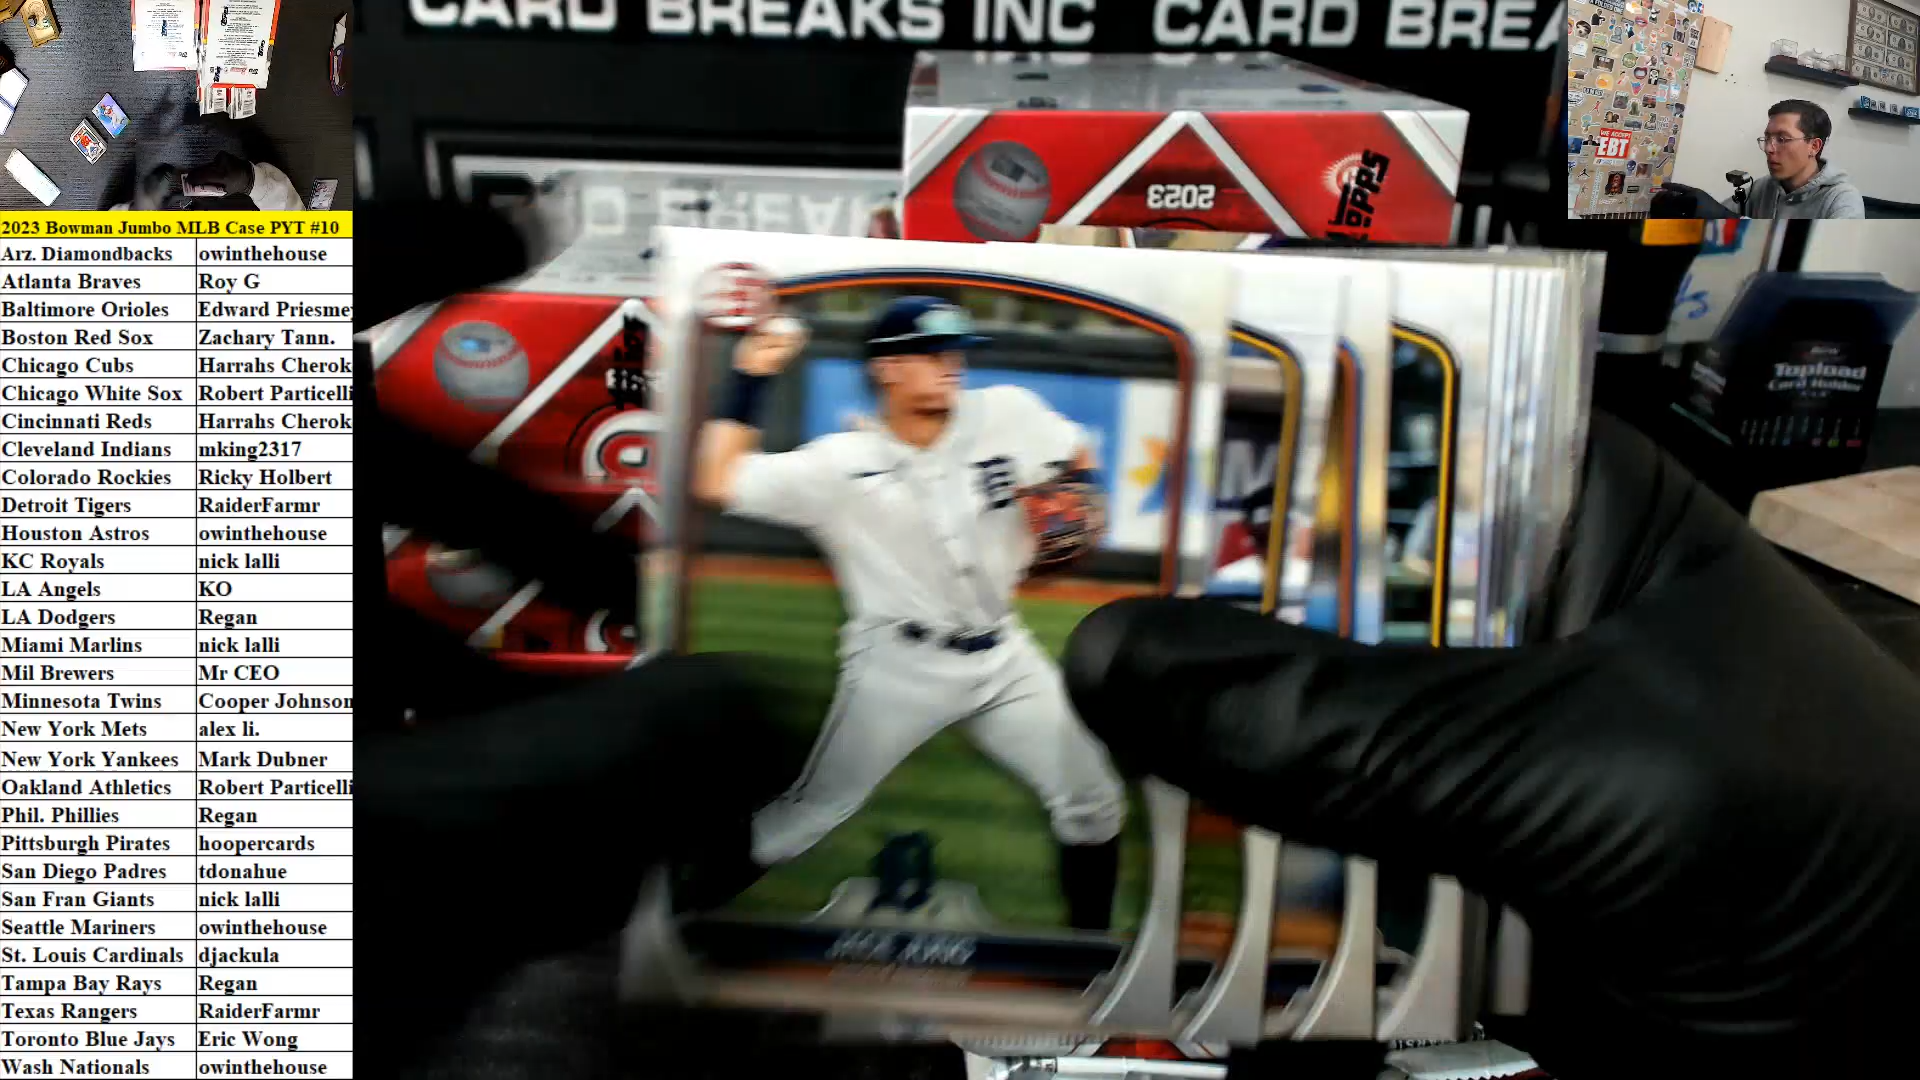 CARD BREAKS INC CARD BREA
WE ACCEPT
EBT
2023
TOPPS
Topload
Card Holder
2023 Bowman Jumbo MLB Case PYT #10
Arz. Diamondbacks owinthehouse
Atlanta Braves Roy G
Baltimore Orioles Edward Priesmey
Boston Red Sox Zachary Tann.
Chicago Cubs Harrahs Cherok
Chicago White Sox Robert Particelli
Cincinnati Reds Harrahs Cherok
Cleveland Indians mking2317
Colorado Rockies Ricky Holbert
Detroit Tigers RaiderFarmr
Houston Astros owinthehouse
KC Royals nick lalli
LA Angels KO
LA Dodgers Regan
Miami Marlins nick lalli
Mil Brewers Mr CEO
Minnesota Twins Cooper Johnson
New York Mets alex li.
New York Yankees Mark Dubner
Oakland Athletics Robert Particelli
Phil. Phillies Regan
Pittsburgh Pirates hoopercards
San Diego Padres tdonahue
San Fran Giants nick lalli
Seattle Mariners owinthehouse
St. Louis Cardinals djackula
Tampa Bay Rays Regan
Texas Rangers RaiderFarmr
Toronto Blue Jays Eric Wong
Wash Nationals owinthehouse